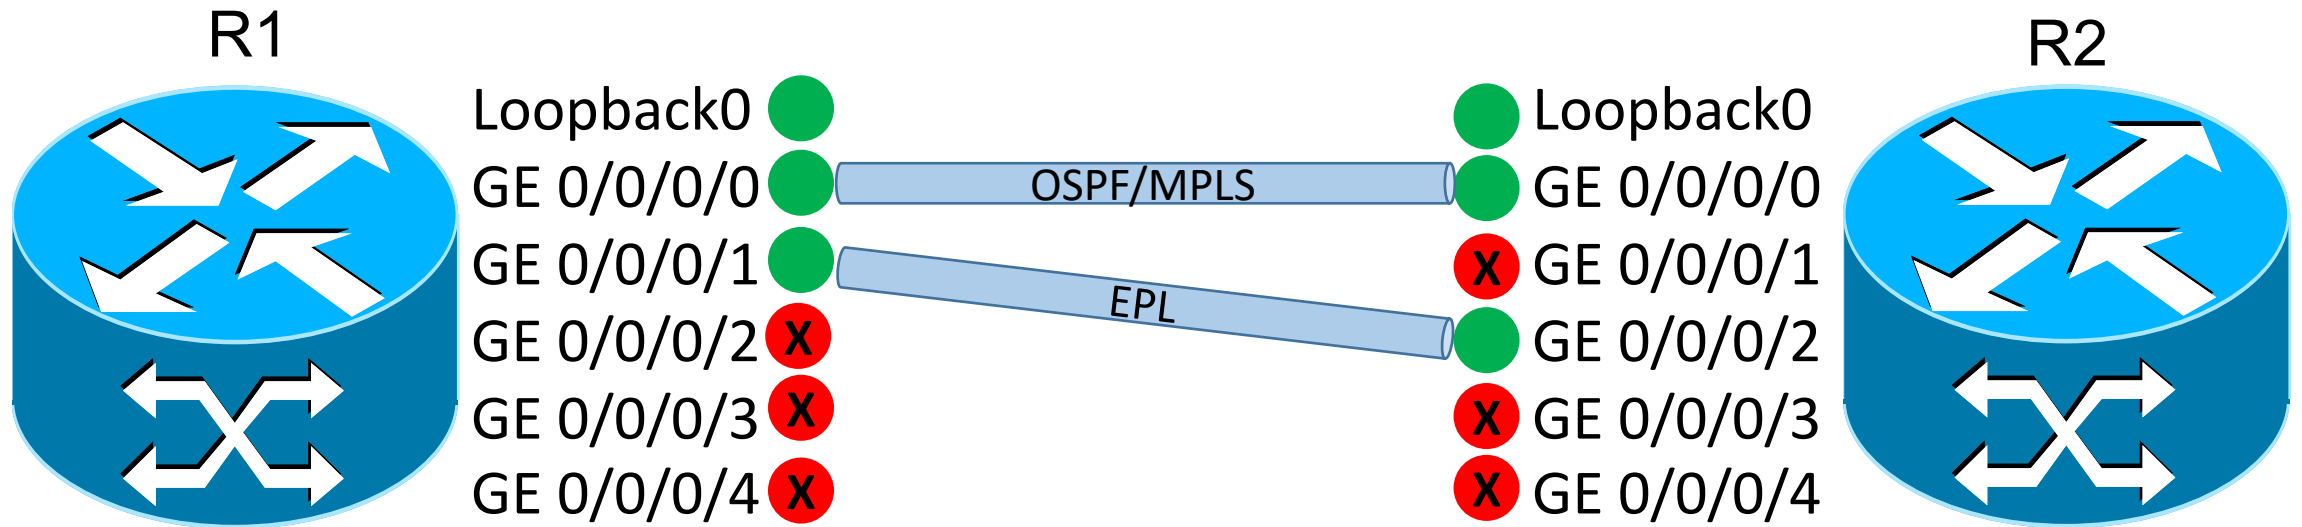 R1
R2
Loopback0
Loopback0
GE 0/0/0/0
OSPF/MPLS
GE 0/0/0/0
GE 0/0/0/1
X GE 0/0/0/1
EPL
GE 0/0/0/2 X
GE 0/0/0/2
GE 0/0/0/3 X
X GE 0/0/0/3
GE 0/0/0/4 X
X GE 0/0/0/4